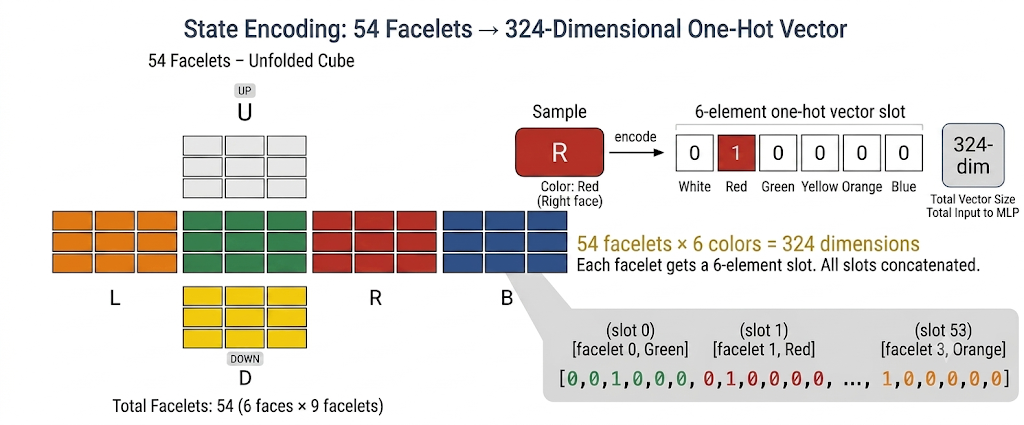 State Encoding: 54 Facelets → 324-Dimensional One-Hot Vector
54 Facelets – Unfolded Cube
UP
U
L
R
B
DOWN
D
Total Facelets: 54 (6 faces × 9 facelets)
Sample
R
Color: Red
(Right face)
encode
6-element one-hot vector slot
0 1 0 0 0 0
White Red Green Yellow Orange Blue
324-
dim
Total Vector Size
Total Input to MLP
54 facelets × 6 colors = 324 dimensions
Each facelet gets a 6-element slot. All slots concatenated.
(slot 0) (slot 1) (slot 53)
[facelet 0, Green] [facelet 1, Red] [facelet 3, Orange]
[0,0,1,0,0,0, 0,1,0,0,0,0, ..., 1,0,0,0,0,0]